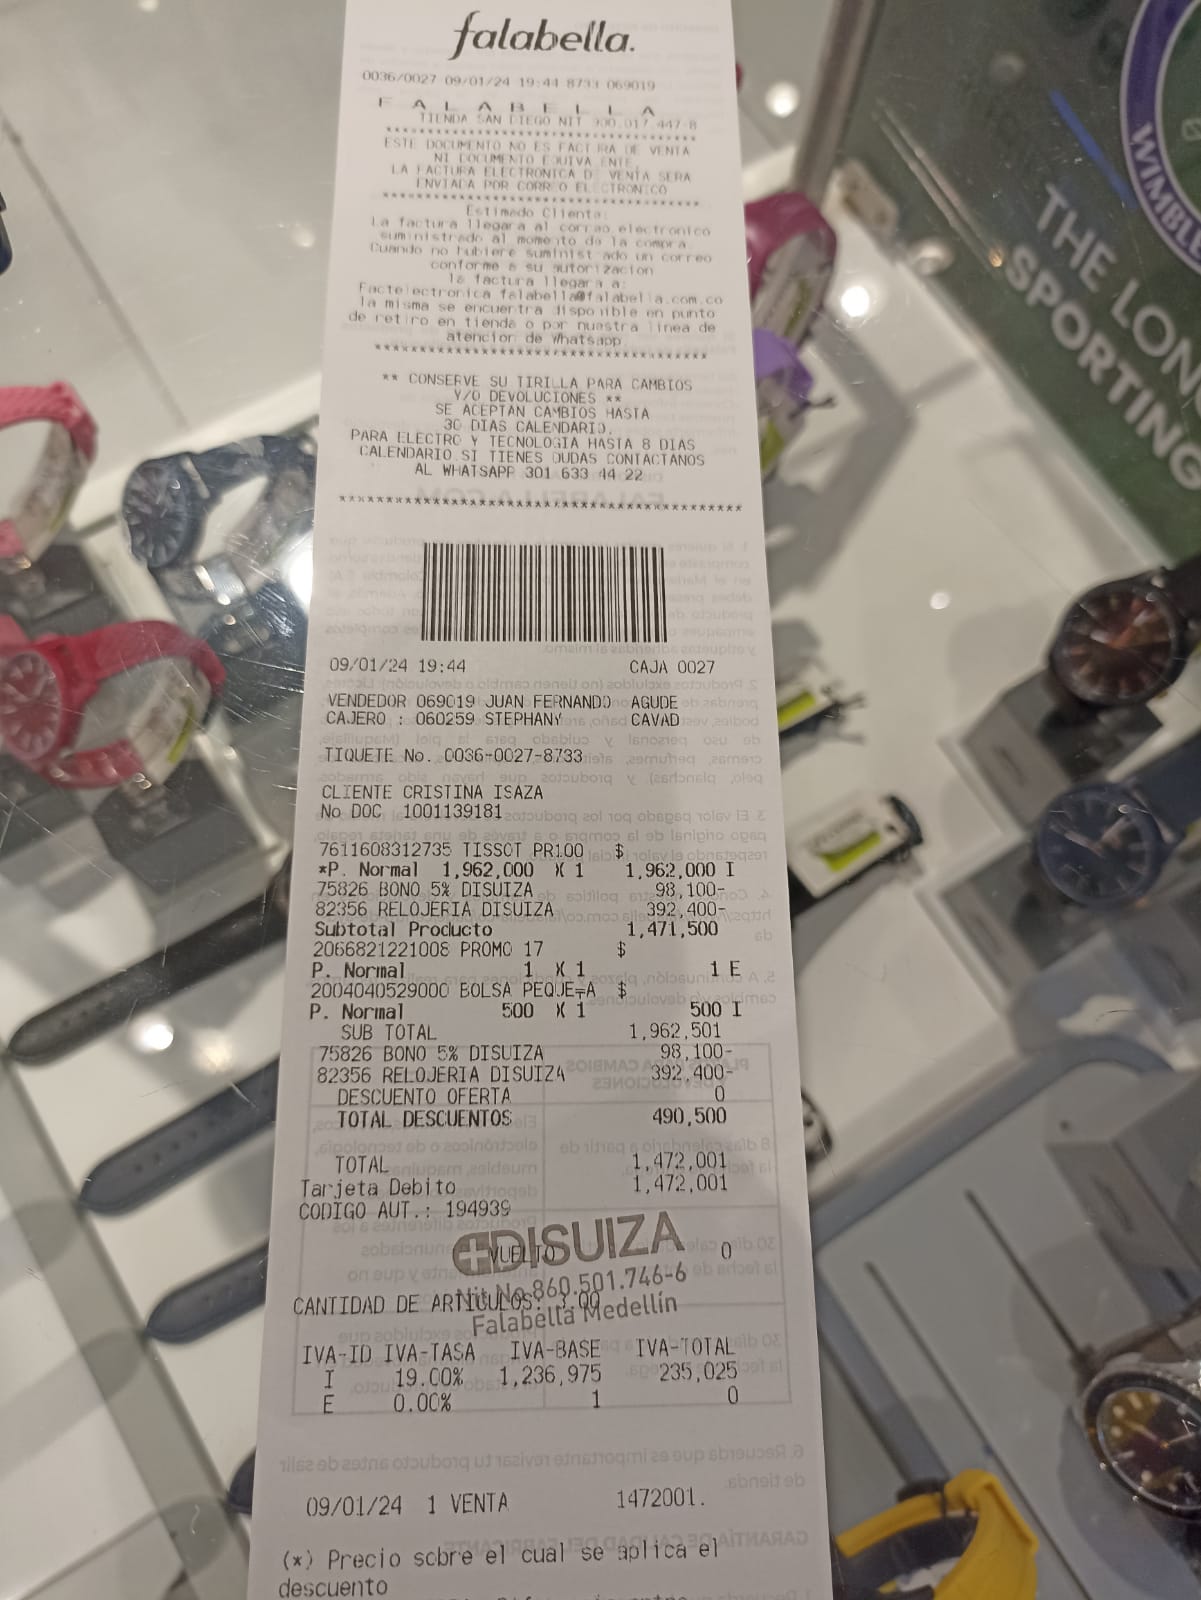 falabella.
0036/0027 09/01/24 19:44 8733 069019
F A L A B E L L A
TIENDA SAN DIEGO NIT 900.017.447-8
****************************************
ESTE DOCUMENTO NO ES FACTURA DE VENTA
NI DOCUMENTO EQUIVALENTE.
LA FACTURA ELECTRONICA DE VENTA SERA
ENVIADA POR CORREO ELECTRONICO
****************************************
Estimado Cliente:
La factura llegara al correo electronico
suministrado al momento de la compra.
Cuando no hubiere suministrado un correo
conforme a su autorizacion
la factura llegara a:
Factelectronica falabella@falabella.com.co
la misma se encuentra disponible en punto
de retiro en tienda o por nuestra linea de
atencion de Whatsapp.
****************************************
** CONSERVE SU TIRILLA PARA CAMBIOS
Y/O DEVOLUCIONES **
SE ACEPTAN CAMBIOS HASTA
30 DIAS CALENDARIO.
PARA ELECTRO Y TECNOLOGIA HASTA 8 DIAS
CALENDARIO.SI TIENES DUDAS CONTACTANOS
AL WHATSAPP 301 633 44 22
****************************************
09/01/24 19:44 CAJA 0027
VENDEDOR 069019 JUAN FERNANDO AGUDE
CAJERO : 060259 STEPHANY CAVAD
TIQUETE No. 0036-0027-8733
CLIENTE CRISTINA ISAZA
No DOC 1001139181
7611608312735 TISSOT PR100 $
*P. Normal 1,962,000 X 1 1,962,000 I
75826 BONO 5% DISUIZA 98,100-
82356 RELOJERIA DISUIZA 392,400-
Subtotal Producto 1,471,500
2066821221008 PROMO 17 $
P. Normal 1 X 1 1 E
2004040529000 BOLSA PEQUE¬A $
P. Normal 500 X 1 500 I
SUB TOTAL 1,962,501
75826 BONO 5% DISUIZA 98,100-
82356 RELOJERIA DISUIZA 392,400-
DESCUENTO OFERTA 0
TOTAL DESCUENTOS 490,500
TOTAL 1,472,001
Tarjeta Debito 1,472,001
CODIGO AUT.: 194939
DISUIZA
VUELTO 0
Nit No.860.501.746-6
CANTIDAD DE ARTICULOS: 3.00
Falabella Medellín
IVA-ID IVA-TASA IVA-BASE IVA-TOTAL
I 19.00% 1,236,975 235,025
E 0.00% 1 0
09/01/24 1 VENTA 1472001.
(*) Precio sobre el cual se aplica el
descuento
THE LON
SPORTING
WIMBL